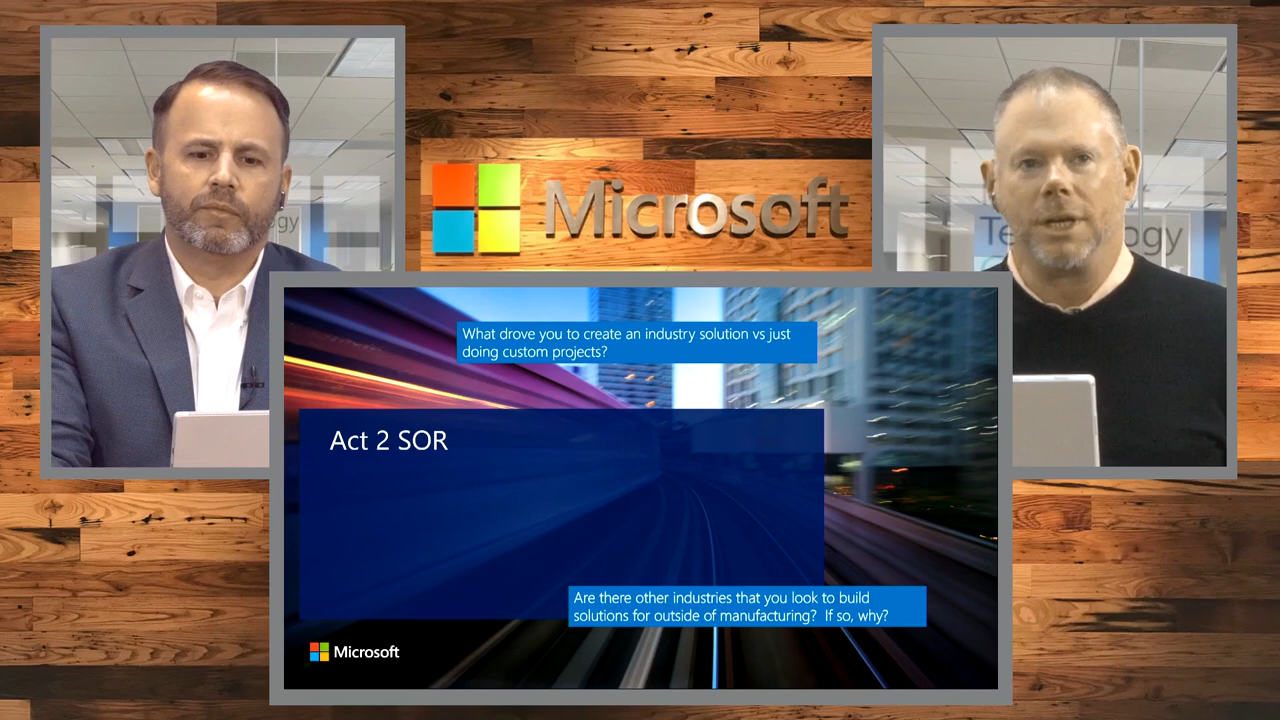 Microsoft
What drove you to create an industry solution vs just
doing custom projects?
Act 2 SOR
Are there other industries that you look to build
solutions for outside of manufacturing?  If so, why?
Microsoft